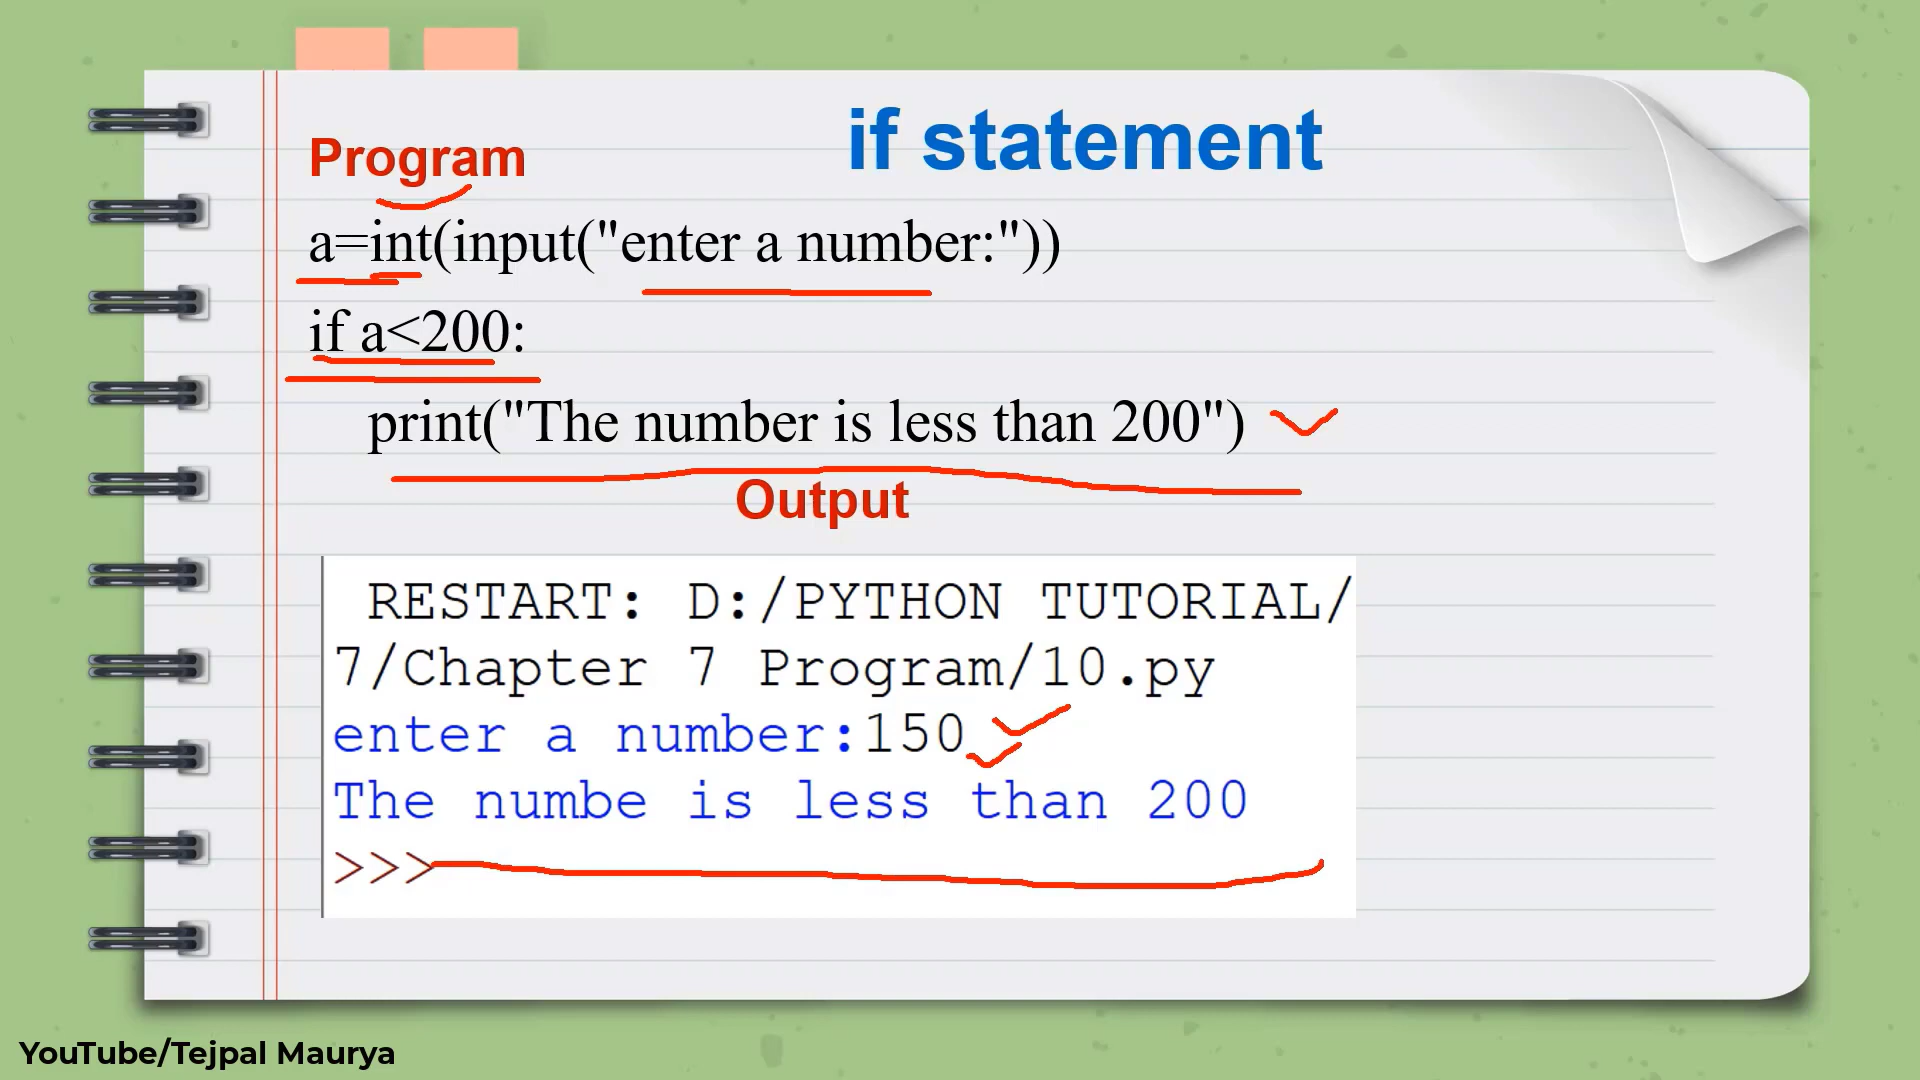 if statement
Program
a=int(input("enter a number:"))
if a<200:
print("The number is less than 200")
Output
RESTART: D:/PYTHON TUTORIAL/
7/Chapter 7 Program/10.py
enter a number:150
The numbe is less than 200
>>>
YouTube/Tejpal Maurya